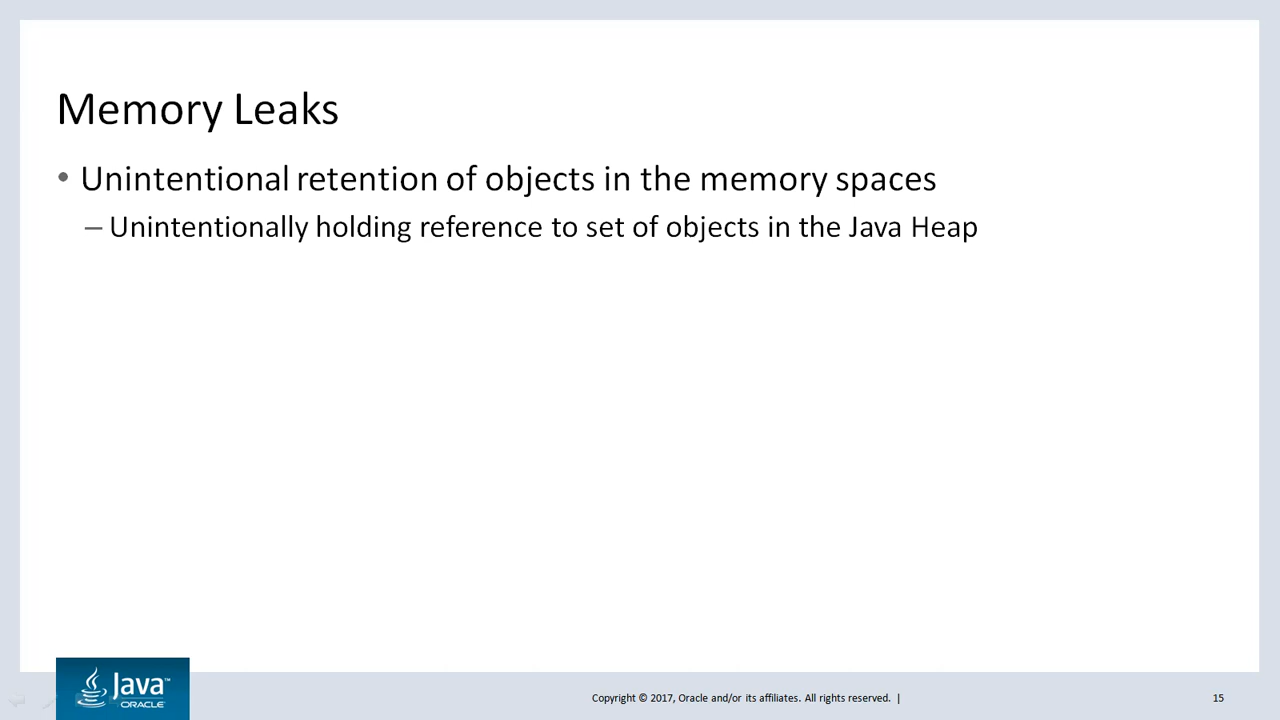 Memory Leaks
• Unintentional retention of objects in the memory spaces
– Unintentionally holding reference to set of objects in the Java Heap
Java™
ORACLE
Copyright © 2017, Oracle and/or its affiliates. All rights reserved. |
15